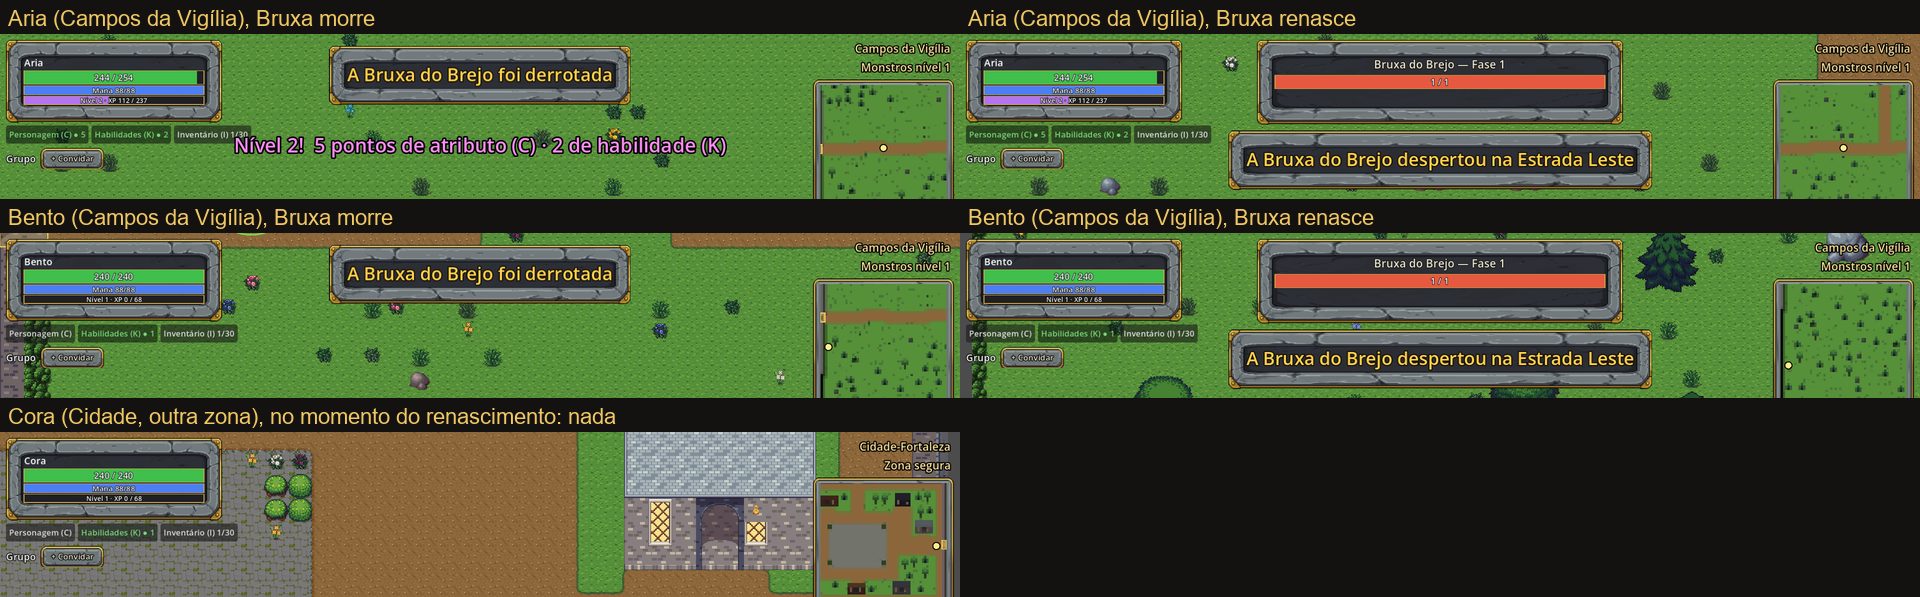 Aria (Campos da Vigília), Bruxa morre
Aria
244 / 254
Mana 88/88
Nível 2 · XP 112 / 237
Personagem (C) ● 5
Habilidades (K) ● 2
Inventário (I) 1/30
Grupo
+ Convidar
A Bruxa do Brejo foi derrotada
Nível 2! 5 pontos de atributo (C) · 2 de habilidade (K)
Campos da Vigília
Monstros nível 1
Aria (Campos da Vigília), Bruxa renasce
Aria
244 / 254
Mana 88/88
Nível 2 · XP 112 / 237
Personagem (C) ● 5
Habilidades (K) ● 2
Inventário (I) 1/30
Grupo
+ Convidar
Bruxa do Brejo — Fase 1
1 / 1
A Bruxa do Brejo despertou na Estrada Leste
Campos da Vigília
Monstros nível 1
Bento (Campos da Vigília), Bruxa morre
Bento
240 / 240
Mana 88/88
Nível 1 · XP 0 / 68
Personagem (C)
Habilidades (K) ● 1
Inventário (I) 1/30
Grupo
+ Convidar
A Bruxa do Brejo foi derrotada
Campos da Vigília
Monstros nível 1
Bento (Campos da Vigília), Bruxa renasce
Bento
240 / 240
Mana 88/88
Nível 1 · XP 0 / 68
Personagem (C)
Habilidades (K) ● 1
Inventário (I) 1/30
Grupo
+ Convidar
Bruxa do Brejo — Fase 1
1 / 1
A Bruxa do Brejo despertou na Estrada Leste
Campos da Vigília
Monstros nível 1
Cora (Cidade, outra zona), no momento do renascimento: nada
Cora
240 / 240
Mana 88/88
Nível 1 · XP 0 / 68
Personagem (C)
Habilidades (K) ● 1
Inventário (I) 1/30
Grupo
+ Convidar
Cidade-Fortaleza
Zona segura